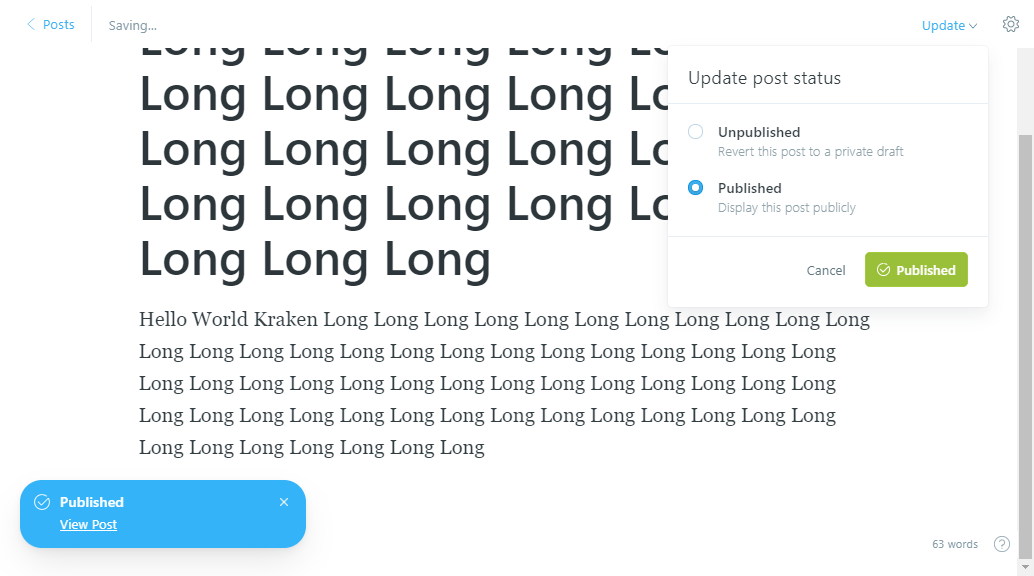 Posts
Saving...
Update
Long Long Long Long
Long Long Long Long
Long Long Long Long
Long Long Long Long
Long Long Long
Update post status
Unpublished
Revert this post to a private draft
Published
Display this post publicly
Cancel
Published
Hello World Kraken Long Long Long Long Long Long Long Long Long Long Long
Long Long Long Long Long Long Long Long Long Long Long Long Long Long
Long Long Long Long Long Long Long Long Long Long Long Long Long Long
Long Long Long Long Long Long Long Long Long Long Long Long Long Long
Long Long Long Long Long Long Long
Published
View Post
63 words